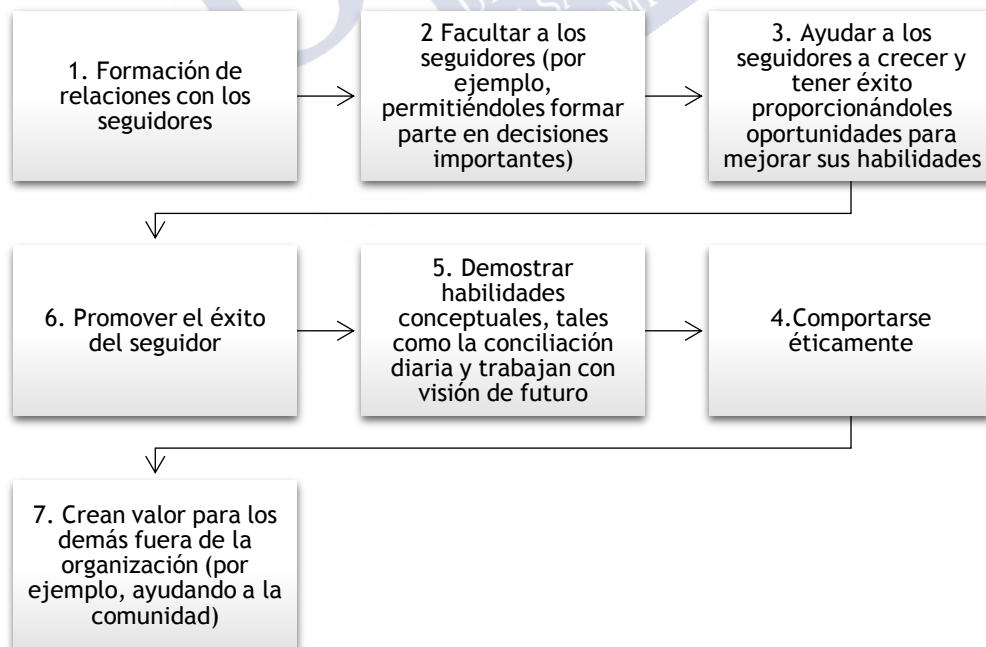 1. Formación de
relaciones con los
seguidores
2 Facultar a los
seguidores (por
ejemplo,
permitiéndoles formar
parte en decisiones
importantes)
3. Ayudar a los
seguidores a crecer y
tener éxito
proporcionándoles
oportunidades para
mejorar sus habilidades
6. Promover el éxito
del seguidor
5. Demostrar
habilidades
conceptuales, tales
como la conciliación
diaria y trabajan con
visión de futuro
4.Comportarse
éticamente
7. Crean valor para los
demás fuera de la
organización (por
ejemplo, ayudando a la
comunidad)